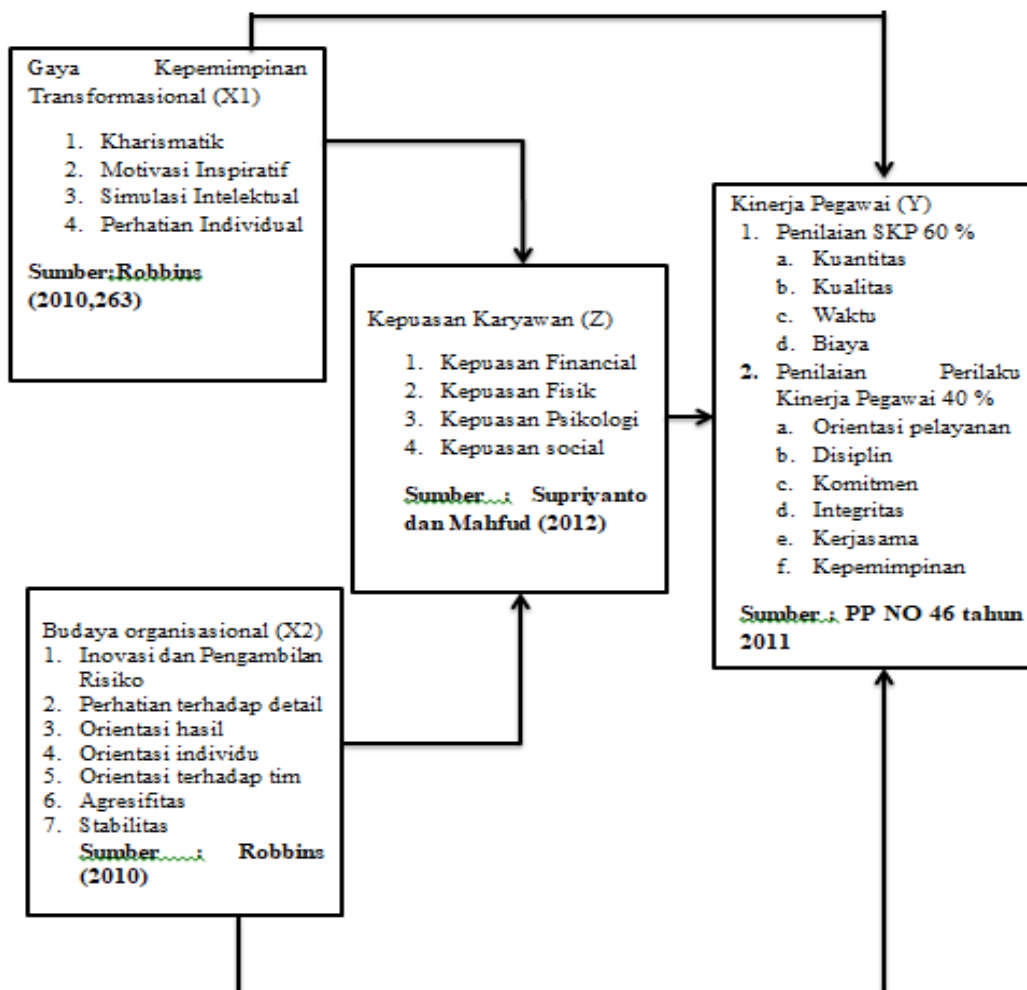 Gaya Kepemimpinan
Transformasional (X1)
1. Kharismatik
2. Motivasi Inspiratif
3. Simulasi Intelektual
4. Perhatian Individual
Sumber:Robbins
(2010,263)
Kepuasan Karyawan (Z)
1. Kepuasan Financial
2. Kepuasan Fisik
3. Kepuasan Psikologi
4. Kepuasan social
Sumber : Supriyanto
dan Mahfud (2012)
Budaya organisasional (X2)
1. Inovasi dan Pengambilan
Risiko
2. Perhatian terhadap detail
3. Orientasi hasil
4. Orientasi individu
5. Orientasi terhadap tim
6. Agresifitas
7. Stabilitas
Sumber : Robbins
(2010)
Kinerja Pegawai (Y)
1. Penilaian SKP 60 %
a. Kuantitas
b. Kualitas
c. Waktu
d. Biaya
2. Penilaian Perilaku
Kinerja Pegawai 40 %
a. Orientasi pelayanan
b. Disiplin
c. Komitmen
d. Integritas
e. Kerjasama
f. Kepemimpinan
Sumber : PP NO 46 tahun
2011